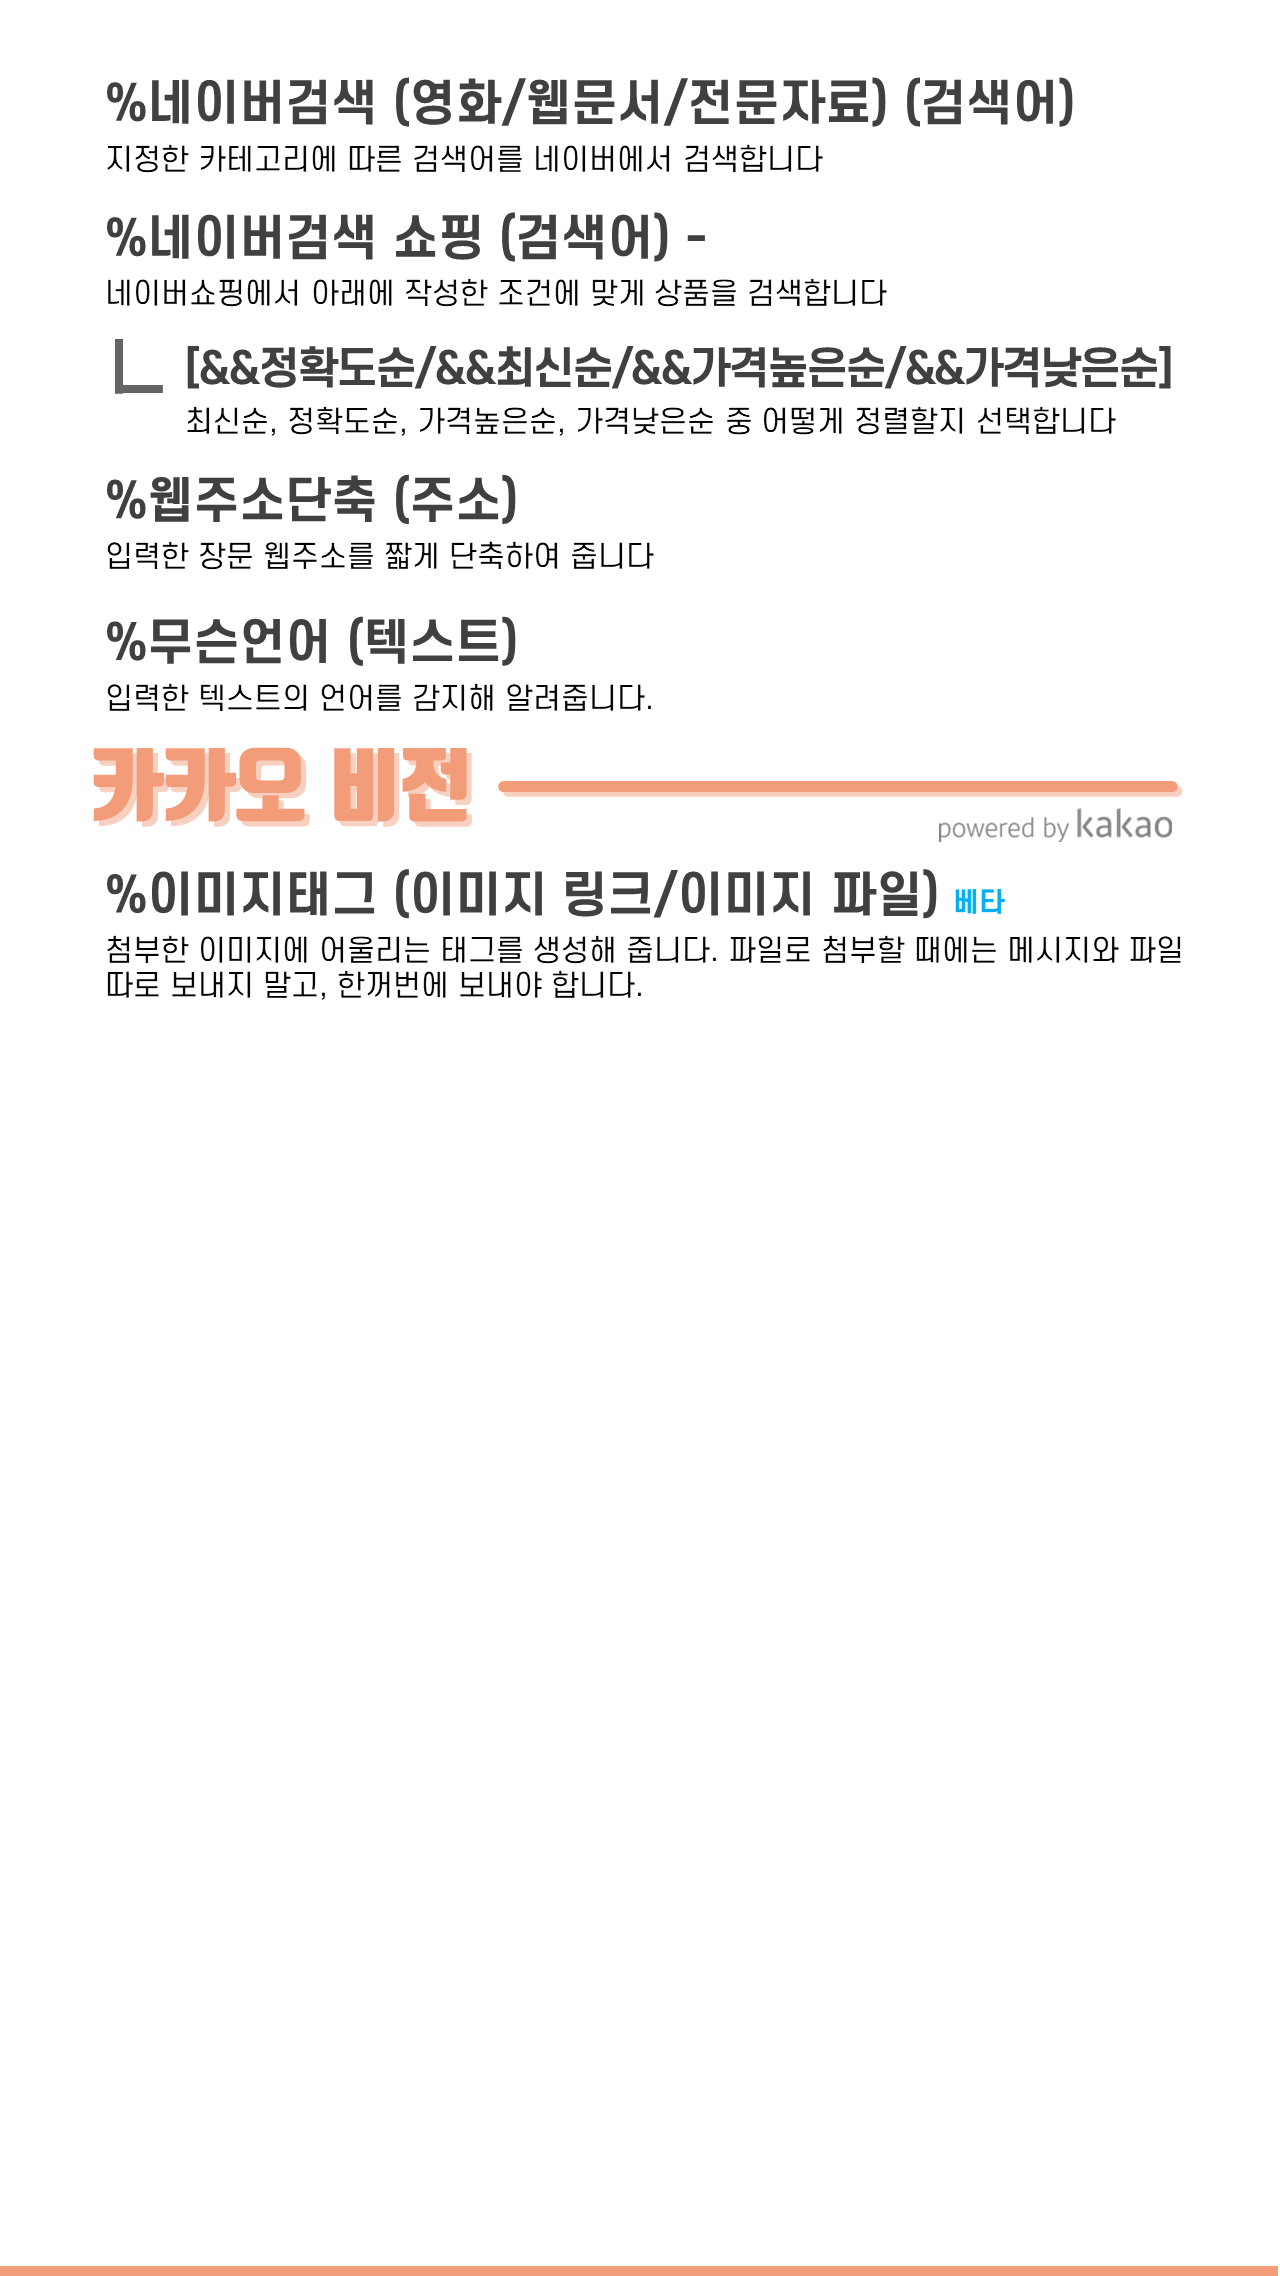 %네이버검색 (영화/웹문서/전문자료) (검색어)
지정한 카테고리에 따른 검색어를 네이버에서 검색합니다
%네이버검색 쇼핑 (검색어) -
네이버쇼핑에서 아래에 작성한 조건에 맞게 상품을 검색합니다
[&&정확도순/&&최신순/&&가격높은순/&&가격낮은순]
최신순, 정확도순, 가격높은순, 가격낮은순 중 어떻게 정렬할지 선택합니다
%웹주소단축 (주소)
입력한 장문 웹주소를 짧게 단축하여 줍니다
%무슨언어 (텍스트)
입력한 텍스트의 언어를 감지해 알려줍니다.
카카오 비전
powered by kakao
%이미지태그 (이미지 링크/이미지 파일) 베타
첨부한 이미지에 어울리는 태그를 생성해 줍니다. 파일로 첨부할 때에는 메시지와 파일
따로 보내지 말고, 한꺼번에 보내야 합니다.